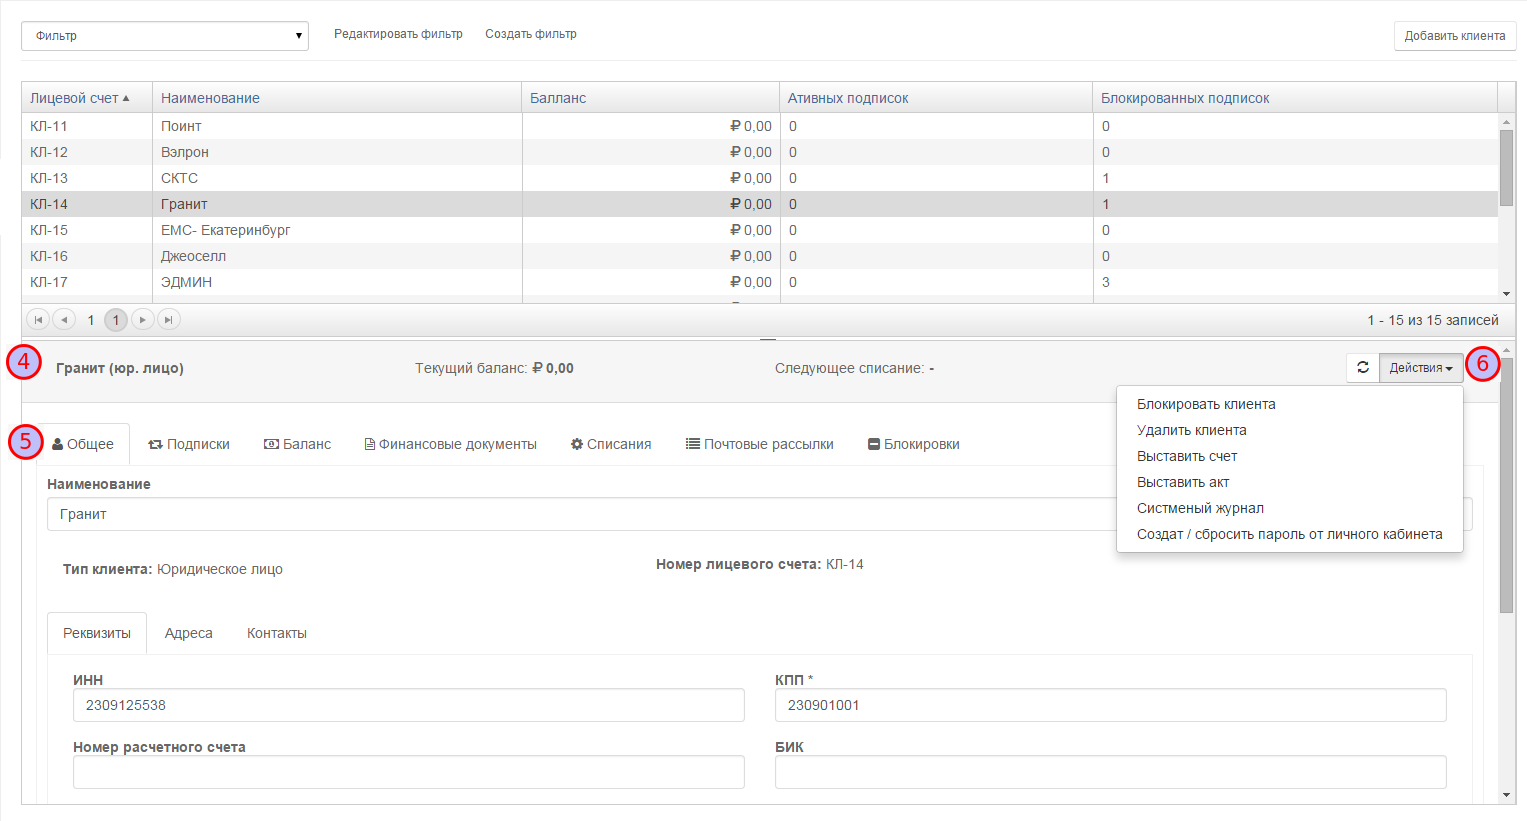 Фильтр Редактировать фильтр Создать фильтр Добавить клиента
Лицевой счет Наименование Балланс Ативных подписок Блокированных подписок
КЛ-11 Поинт ₽ 0,00 0 0
КЛ-12 Вэлрон ₽ 0,00 0 0
КЛ-13 СКТС ₽ 0,00 0 1
КЛ-14 Гранит ₽ 0,00 0 1
КЛ-15 ЕМС- Екатеринбург ₽ 0,00 0 0
КЛ-16 Джеоселл ₽ 0,00 0 0
КЛ-17 ЭДМИН ₽ 0,00 0 3
1 1 1 - 15 из 15 записей
4 Гранит (юр. лицо) Текущий баланс: ₽ 0,00 Следующее списание: - Действия 6
Блокировать клиента
Удалить клиента
Выставить счет
Выставить акт
Систменый журнал
Создат / сбросить пароль от личного кабинета
5 Общее Подписки Баланс Финансовые документы Списания Почтовые рассылки Блокировки
Наименование
Гранит
Тип клиента: Юридическое лицо Номер лицевого счета: КЛ-14
Реквизиты Адреса Контакты
ИНН КПП *
2309125538 230901001
Номер расчетного счета БИК